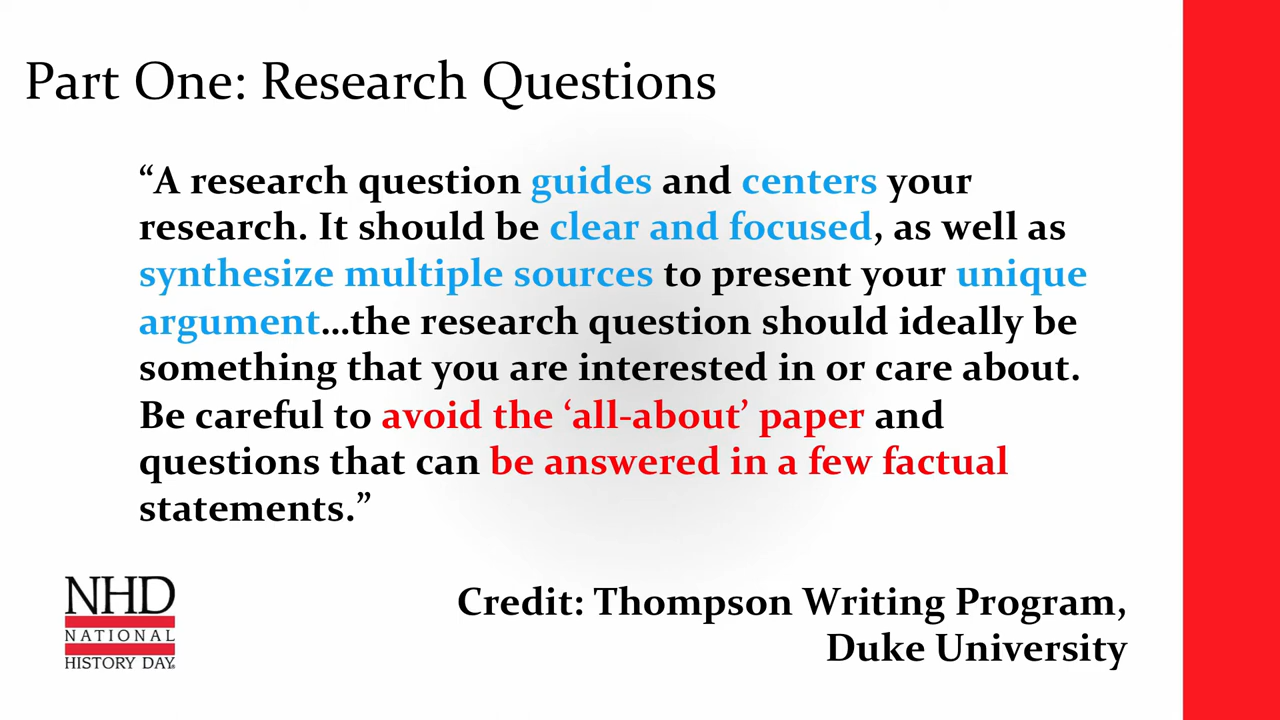 Part One: Research Questions
“A research question guides and centers your
research. It should be clear and focused, as well as
synthesize multiple sources to present your unique
argument…the research question should ideally be
something that you are interested in or care about.
Be careful to avoid the ‘all-about’ paper and
questions that can be answered in a few factual
statements.”
Credit: Thompson Writing Program,
Duke University
NHD
NATIONAL
HISTORY DAY®